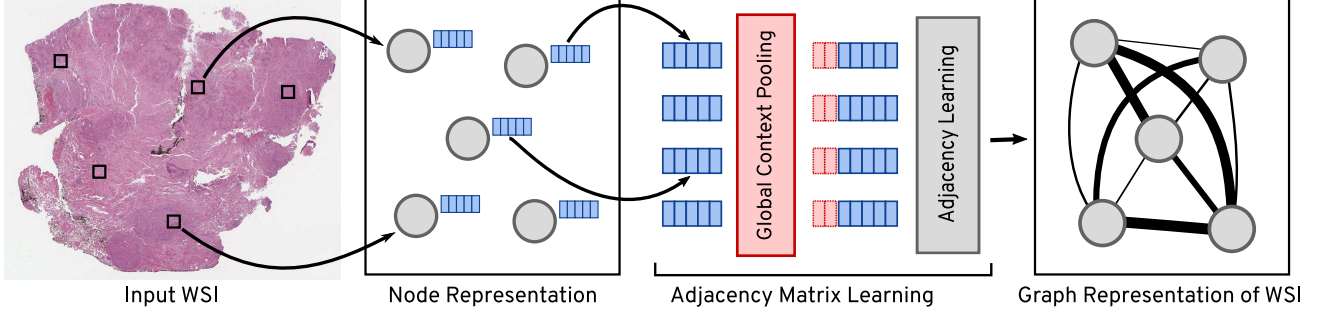 Global Context Pooling
Adjacency Learning
Input WSI
Node Representation
Adjacency Matrix Learning
Graph Representation of WSI